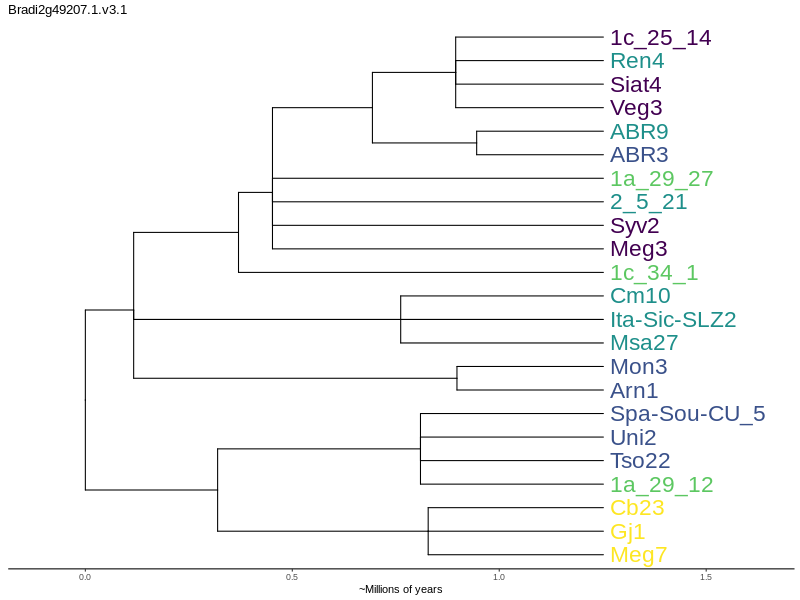 Bradi2g49207.1.v3.1
1c_25_14
Ren4
Siat4
Veg3
ABR9
ABR3
1a_29_27
2_5_21
Syv2
Meg3
1c_34_1
Cm10
Ita-Sic-SLZ2
Msa27
Mon3
Arn1
Spa-Sou-CU_5
Uni2
Tso22
1a_29_12
Cb23
Gj1
Meg7
0.0 0.5 1.0 1.5
~Millions of years